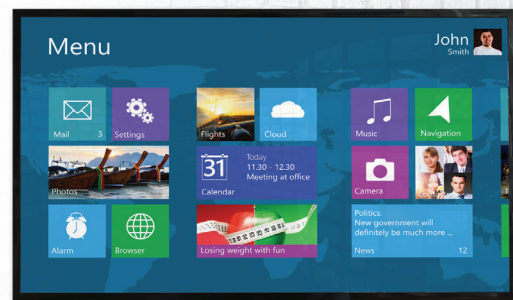 Menu
John
Smith
Mail 3
Settings
Flights
Cloud
Music
Navigation
Photos
31
Calendar
Today
11.30 - 12.30
Meeting at office
Camera
Alarm
Browser
Losing weight with fun
Politics:
New government will
definitely be much more ...
News 12